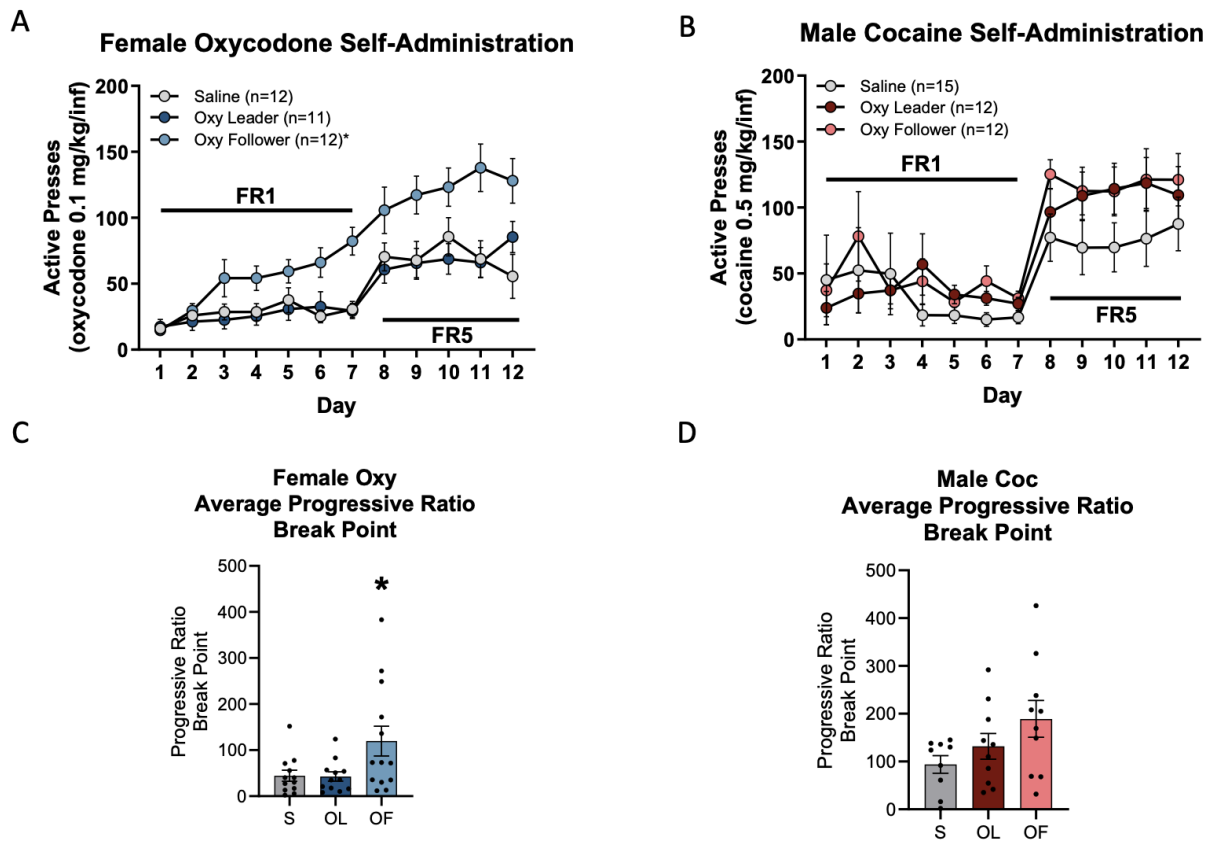 A
Female Oxycodone Self-Administration
Active Presses
(oxycodone 0.1 mg/kg/inf)
200
150
100
50
0
Saline (n=12)
Oxy Leader (n=11)
Oxy Follower (n=12)*
FR1
FR5
1 2 3 4 5 6 7 8 9 10 11 12
Day
B
Male Cocaine Self-Administration
Active Presses
(cocaine 0.5 mg/kg/inf)
200
150
100
50
0
Saline (n=15)
Oxy Leader (n=12)
Oxy Follower (n=12)
FR1
FR5
1 2 3 4 5 6 7 8 9 10 11 12
Day
C
Female Oxy
Average Progressive Ratio
Break Point
Progressive Ratio
Break Point
500
400
300
200
100
0
*
S OL OF
D
Male Coc
Average Progressive Ratio
Break Point
Progressive Ratio
Break Point
500
400
300
200
100
0
S OL OF